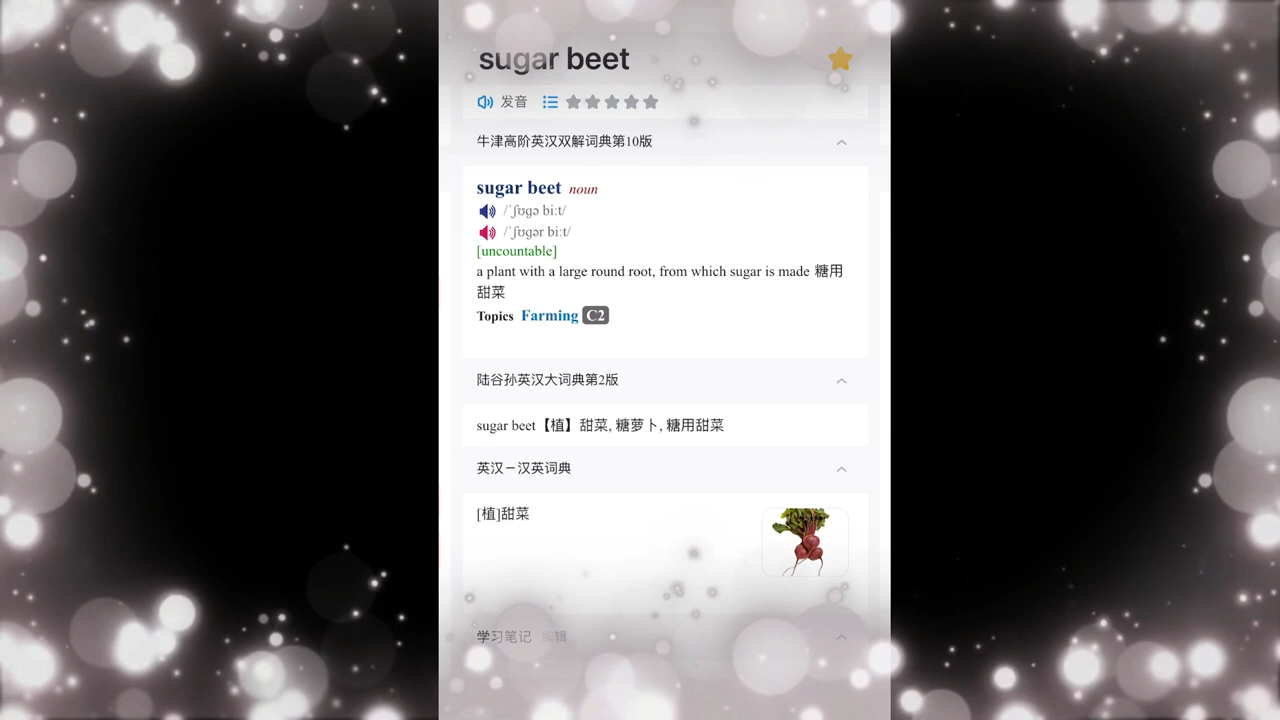 sugar beet
发音
牛津高阶英汉双解词典第10版
sugar beet noun
/ˈʃʊɡə biːt/
/ˈʃʊɡər biːt/
[uncountable]
a plant with a large round root, from which sugar is made 糖用
甜菜
Topics Farming C2
陆谷孙英汉大词典第2版
sugar beet【植】甜菜, 糖萝卜, 糖用甜菜
英汉－汉英词典
[植]甜菜
学习笔记 编辑